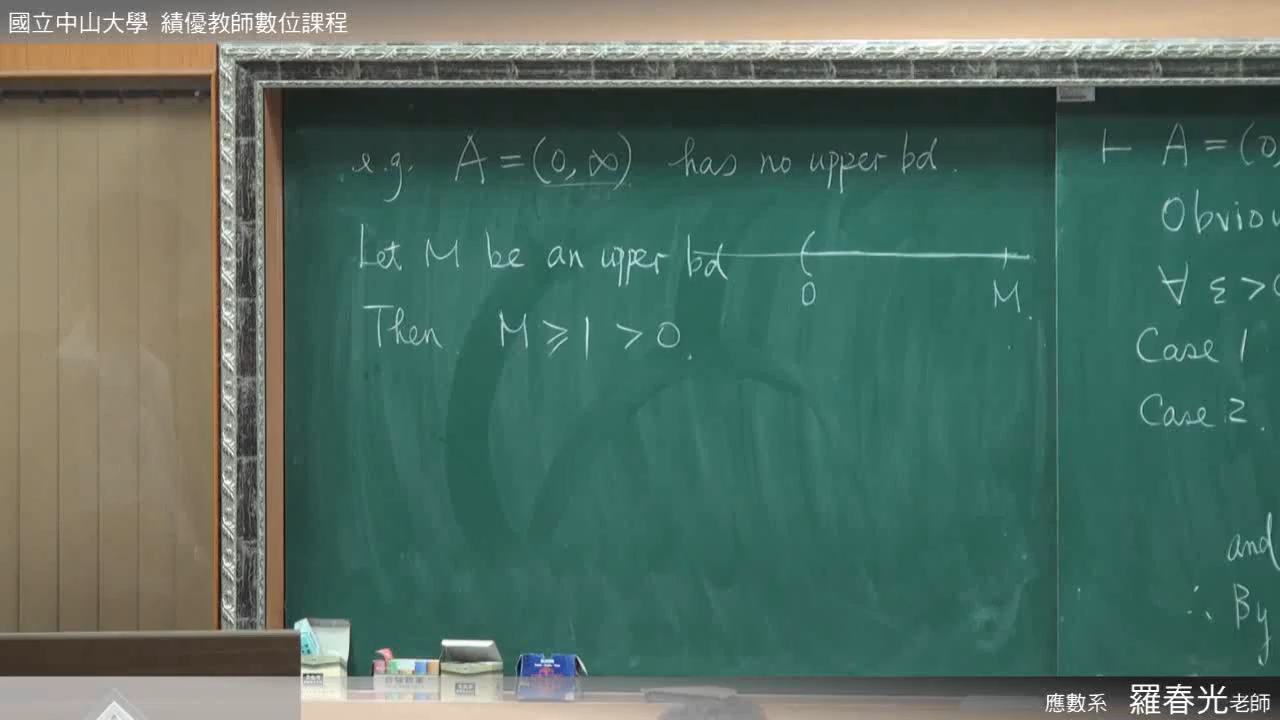 國立中山大學 績優教師數位課程
e.g. A = (0, ∞) has no upper bd.
Let M be an upper bd
0 M.
Then M ⩾ 1 > 0.
⊢ A = (0,
Obviou
∀ ε > 0
Case 1
Case 2.
and
∴ By
應數系 羅春光老師